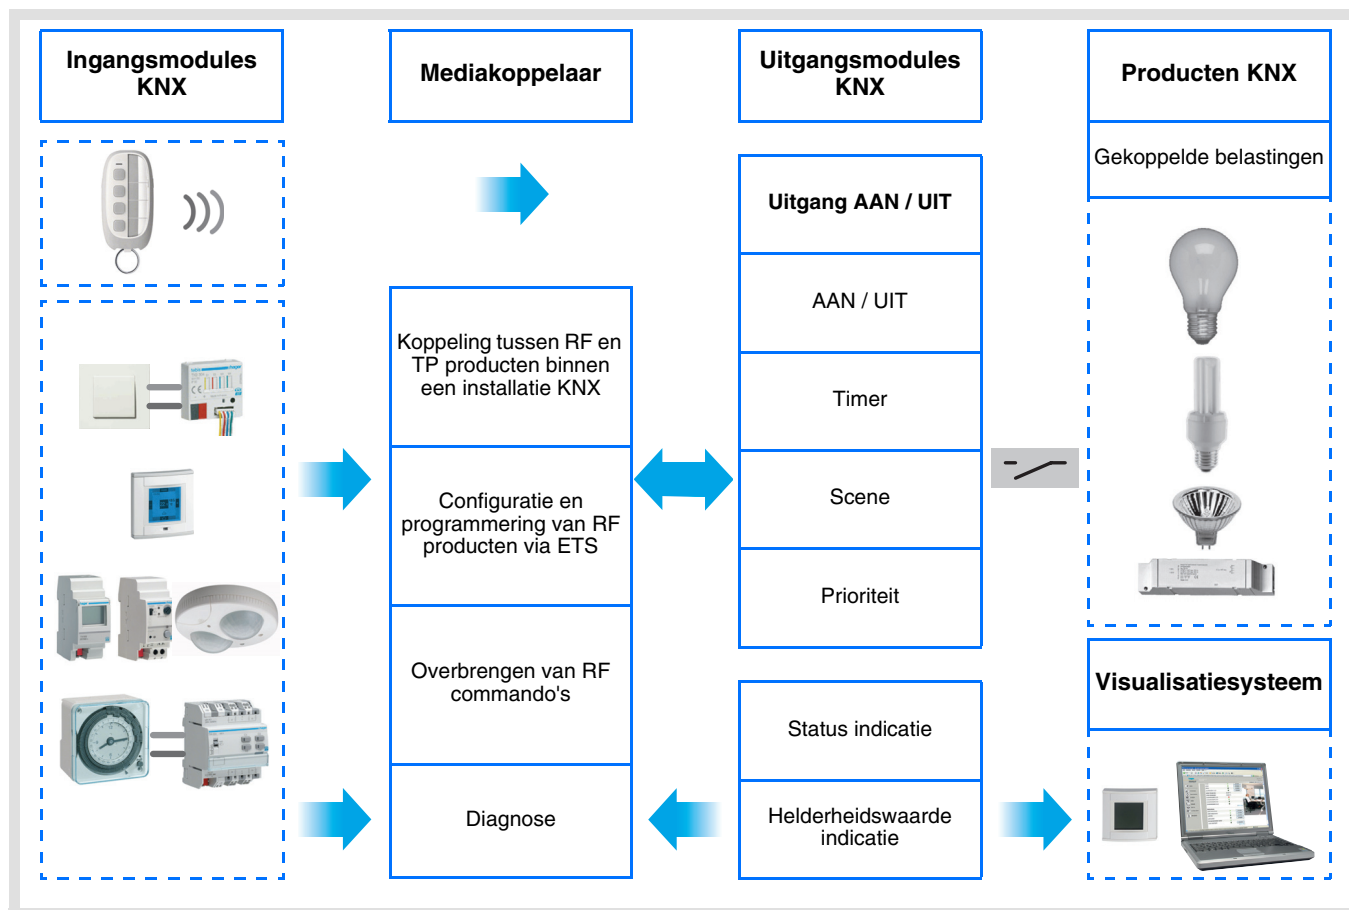 Ingangsmodules
KNX
Mediakoppelaar
Uitgangsmodules
KNX
Producten KNX
Gekoppelde belastingen
Uitgang AAN / UIT
AAN / UIT
Timer
Scene
Prioriteit
Koppeling tussen RF en
TP producten binnen
een installatie KNX
Configuratie en
programmering van RF
producten via ETS
Overbrengen van RF
commando's
Diagnose
Status indicatie
Helderheidswaarde
indicatie
Visualisatiesysteem